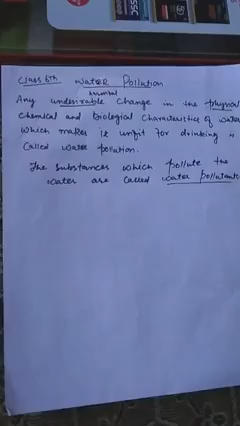 SSC
Class 6th Water Pollution
Any undesirable change in the physical
chemical and biological characteristics of water
which makes it unfit for drinking is
called water pollution.
The substances which pollute the
water are called water pollutants